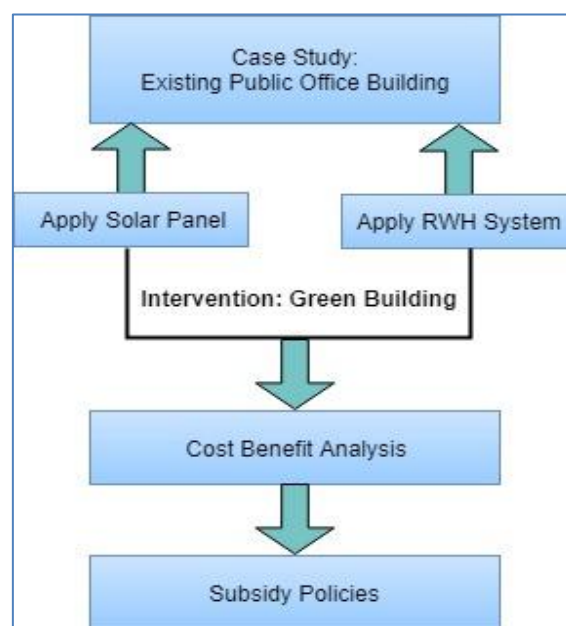 Case Study:
Existing Public Office Building
Apply Solar Panel
Apply RWH System
Intervention: Green Building
Cost Benefit Analysis
Subsidy Policies